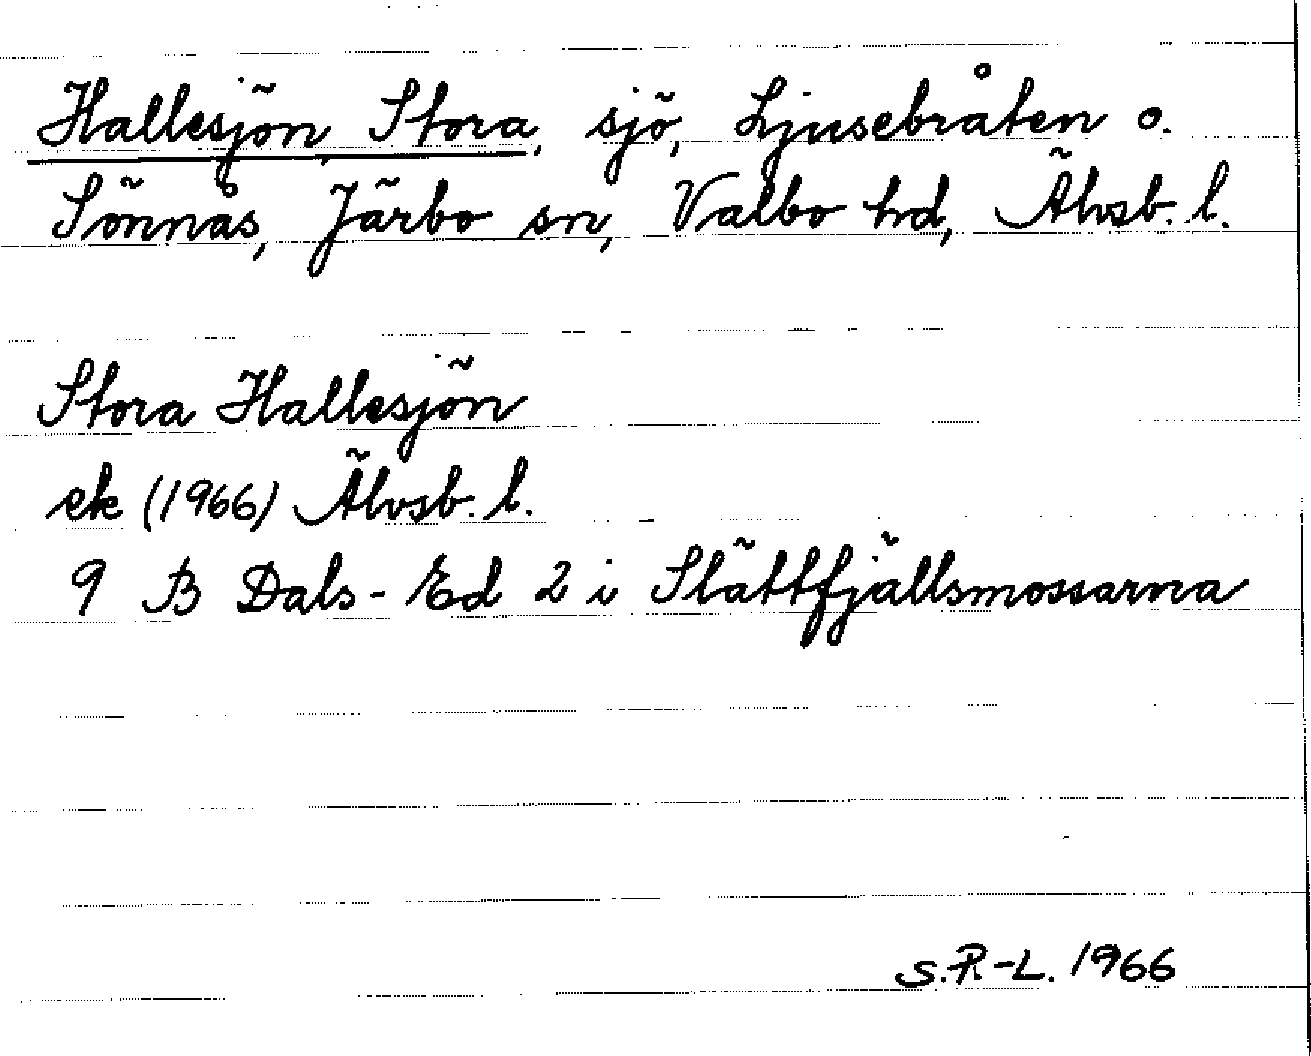 Hallesjön, Stora, sjö, Ljusebråten o.
Sönnås, Järbo sn, Valbo hd, Älvsb. l.
Stora Hallesjön
ek (1966) Älvsb. l.
9 B Dals-Ed 2 i Slättfjällsmossarna
S.R-L. 1966